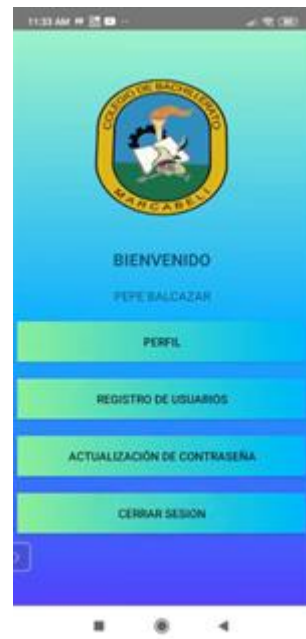 11:33 AM
COLEGIO DE BACHILLERATO
MARCABELI
BIENVENIDO
PEPE BALCAZAR
PERFIL
REGISTRO DE USUARIOS
ACTUALIZACIÓN DE CONTRASEÑA
CERRAR SESION